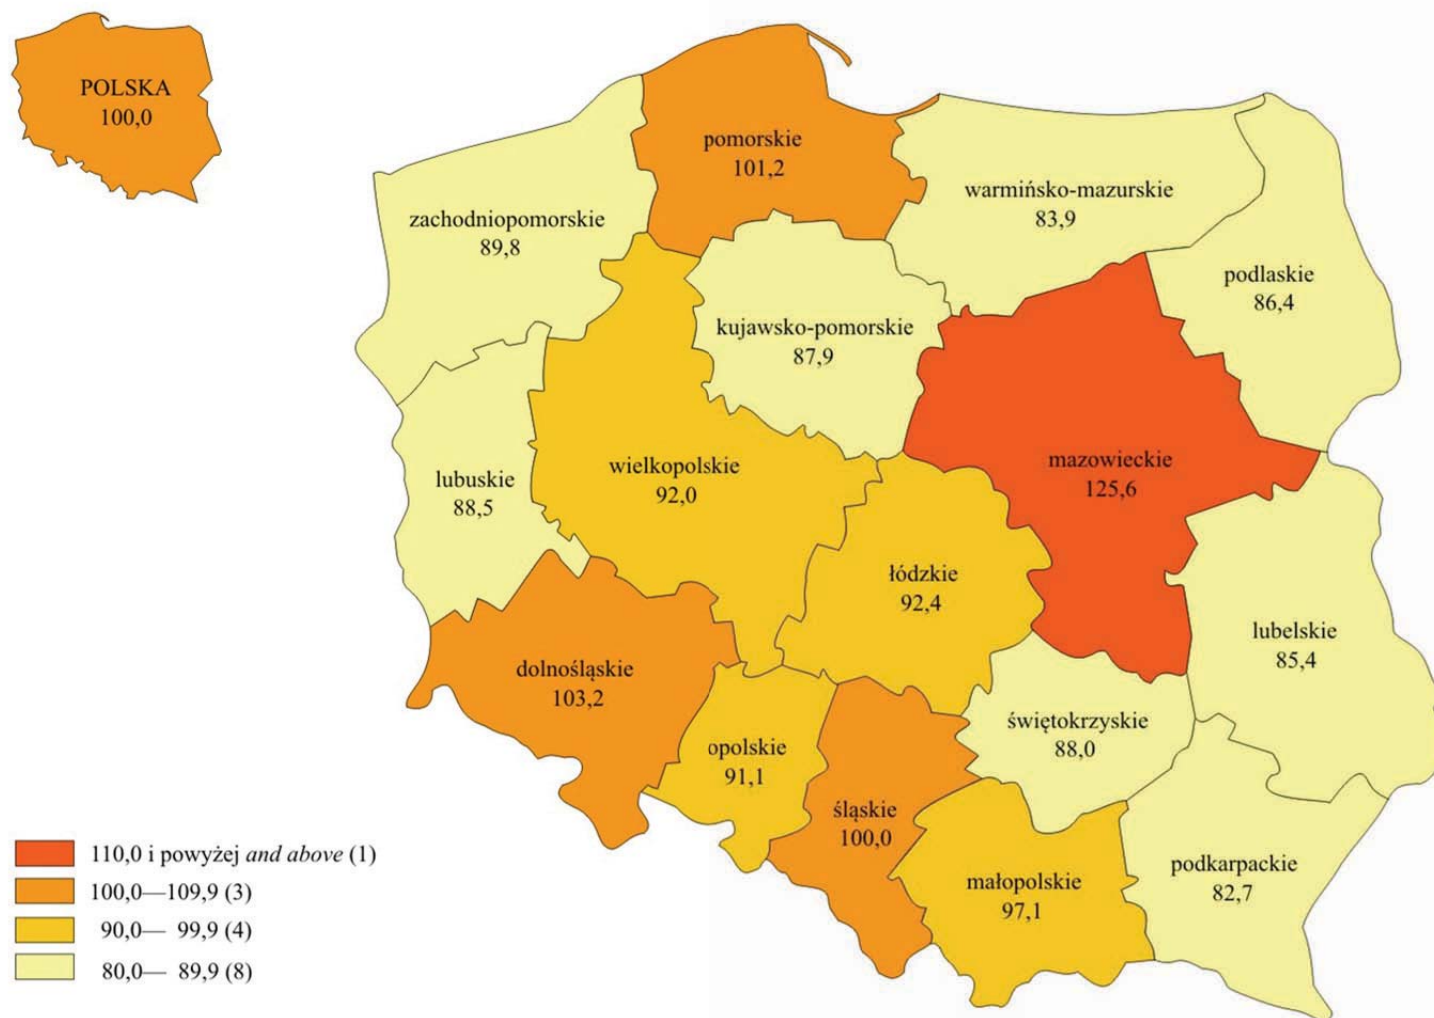 POLSKA
100,0
pomorskie
101,2
warmińsko-mazurskie
83,9
zachodniopomorskie
89,8
podlaskie
86,4
kujawsko-pomorskie
87,9
wielkopolskie
92,0
mazowieckie
125,6
lubuskie
88,5
łódzkie
92,4
lubelskie
85,4
dolnośląskie
103,2
świętokrzyskie
88,0
opolskie
91,1
śląskie
100,0
małopolskie
97,1
podkarpackie
82,7
110,0 i powyżej and above (1)
100,0—109,9 (3)
90,0— 99,9 (4)
80,0— 89,9 (8)